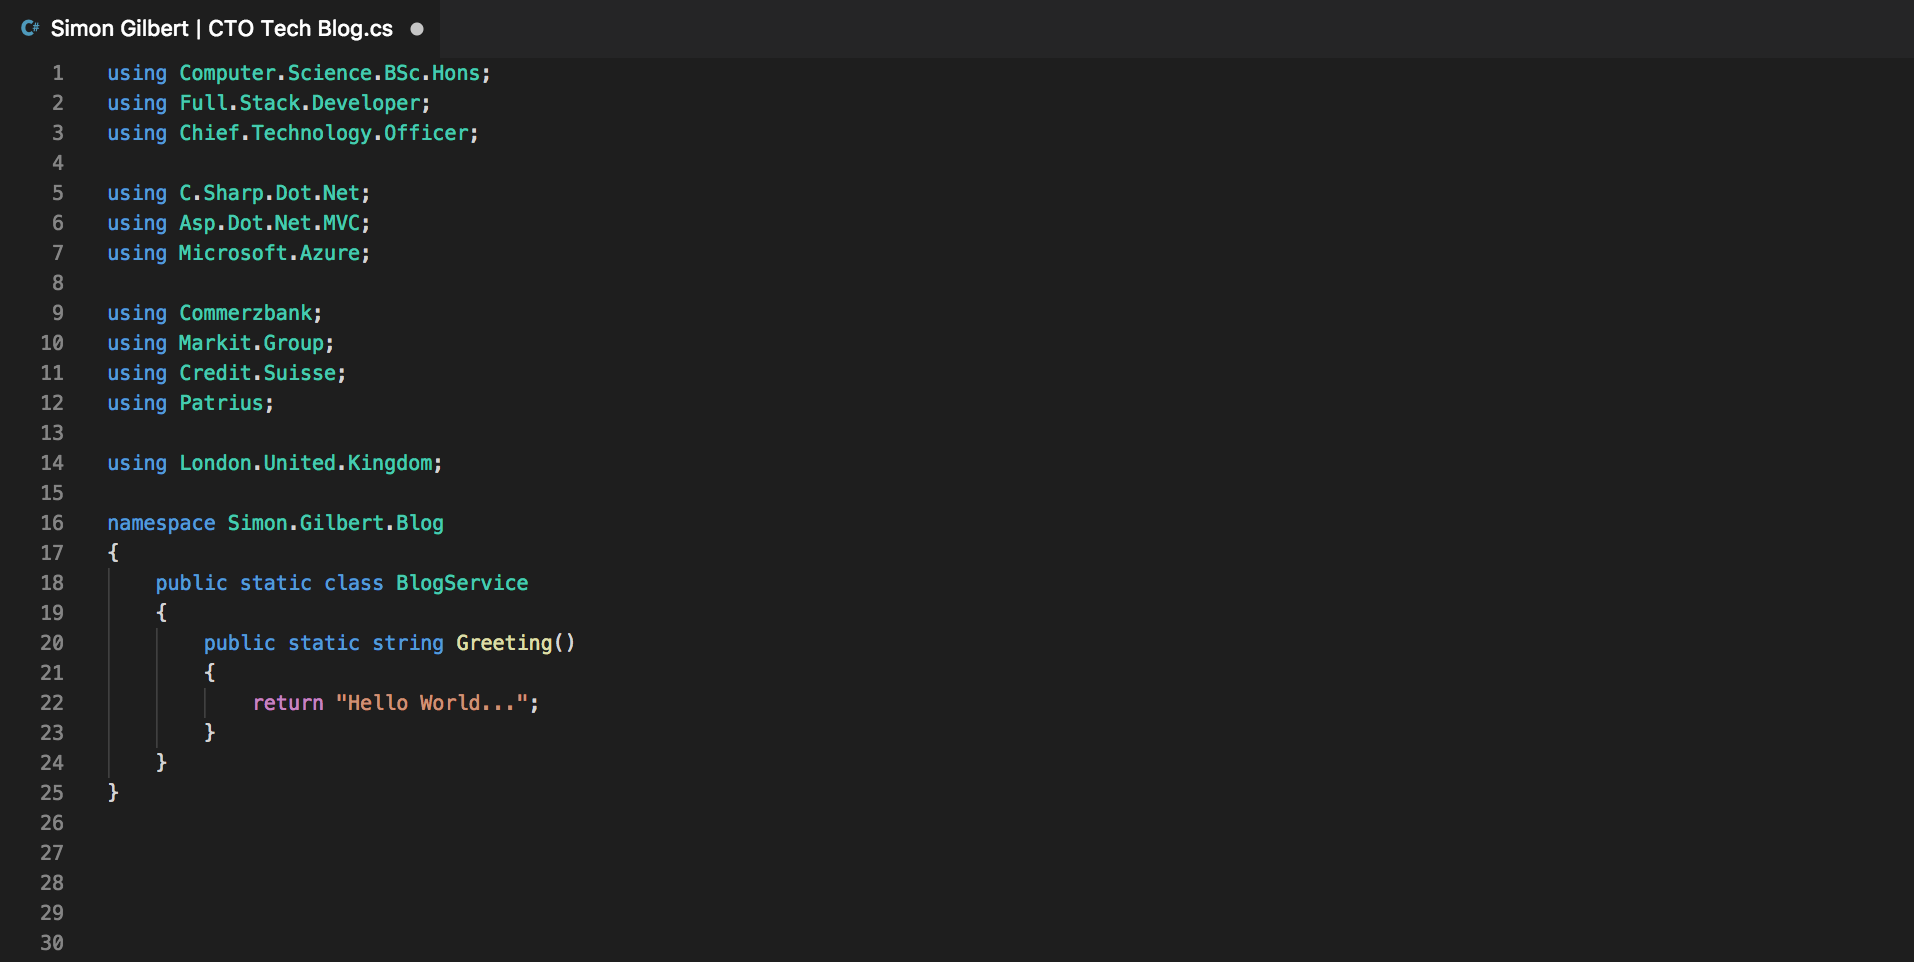 C# Simon Gilbert | CTO Tech Blog.cs ●
1 using Computer.Science.BSc.Hons;
2 using Full.Stack.Developer;
3 using Chief.Technology.Officer;
4
5 using C.Sharp.Dot.Net;
6 using Asp.Dot.Net.MVC;
7 using Microsoft.Azure;
8
9 using Commerzbank;
10 using Markit.Group;
11 using Credit.Suisse;
12 using Patrius;
13
14 using London.United.Kingdom;
15
16 namespace Simon.Gilbert.Blog
17 {
18     public static class BlogService
19     {
20         public static string Greeting()
21         {
22             return "Hello World...";
23         }
24     }
25 }
26
27
28
29
30